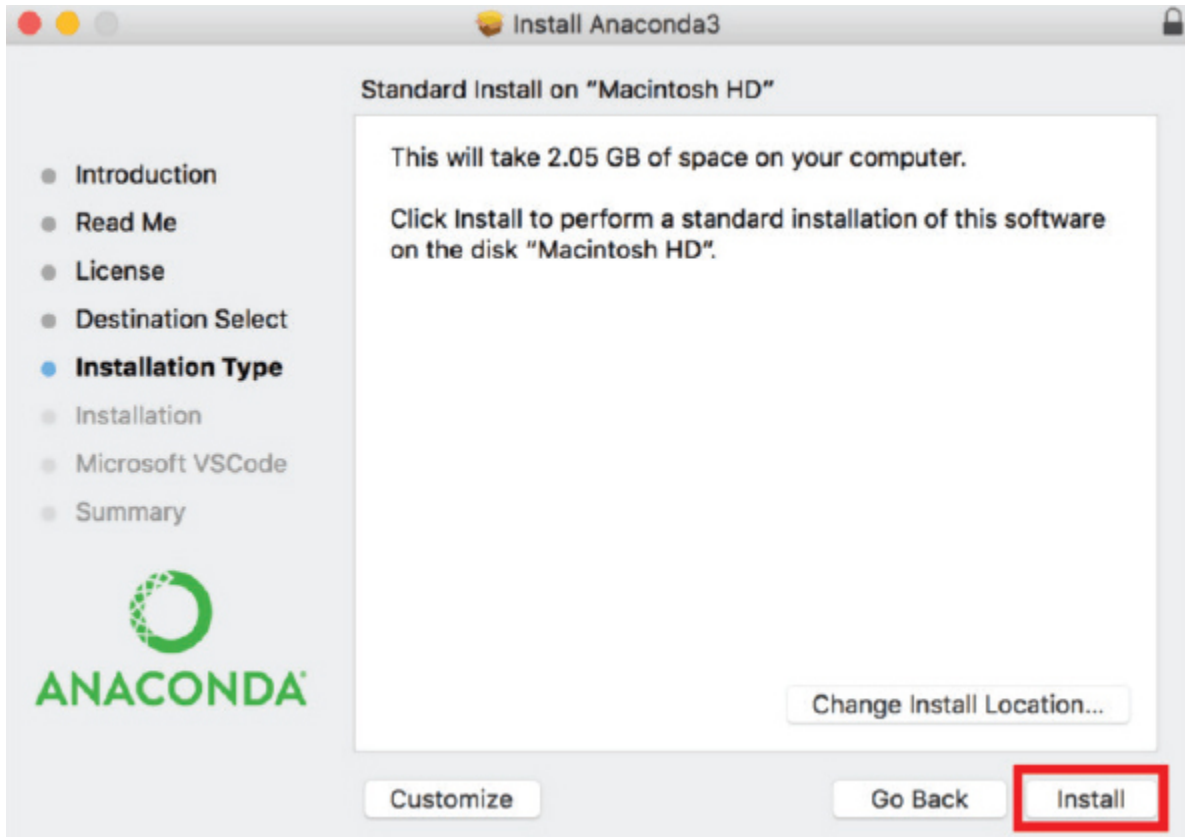 Install Anaconda3
Standard Install on “Macintosh HD”
Introduction
Read Me
License
Destination Select
Installation Type
Installation
Microsoft VSCode
Summary
ANACONDA
This will take 2.05 GB of space on your computer.
Click Install to perform a standard installation of this software
on the disk “Macintosh HD”.
Change Install Location...
Customize
Go Back
Install